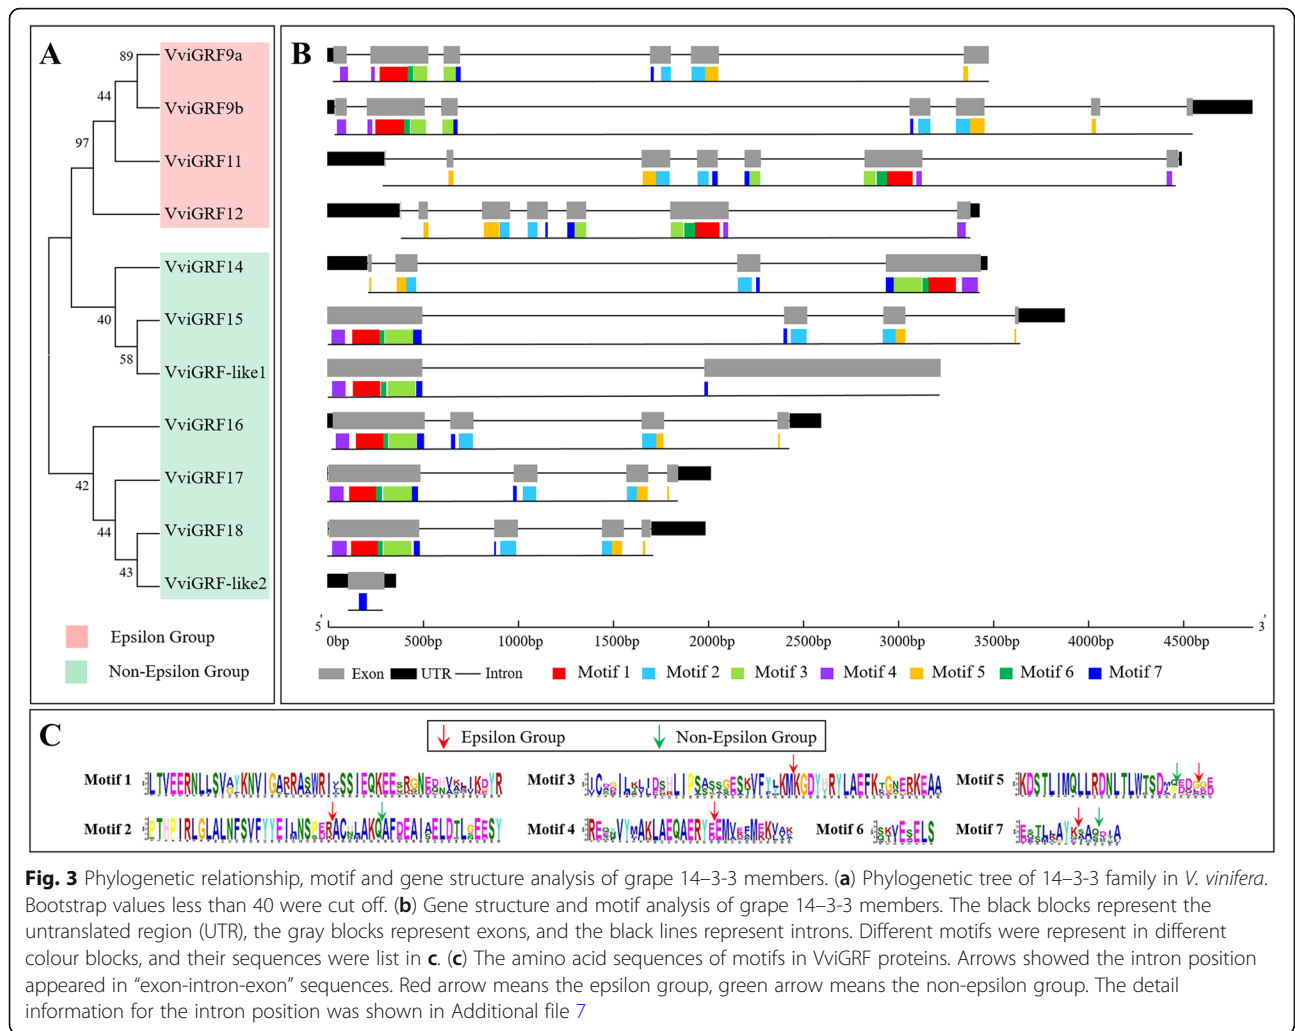 A
B
89
VviGRF9a
44
VviGRF9b
97
VviGRF11
VviGRF12
VviGRF14
40
VviGRF15
58
VviGRF-like1
VviGRF16
42
VviGRF17
44
VviGRF18
43
VviGRF-like2
Epsilon Group
Non-Epsilon Group
5' 3'
0bp 500bp 1000bp 1500bp 2000bp 2500bp 3000bp 3500bp 4000bp 4500bp
Exon UTR Intron Motif 1 Motif 2 Motif 3 Motif 4 Motif 5 Motif 6 Motif 7
C
Epsilon Group Non-Epsilon Group
Motif 1 Motif 3 Motif 5
Motif 2 Motif 4 Motif 6 Motif 7
Fig. 3 Phylogenetic relationship, motif and gene structure analysis of grape 14–3-3 members. (a) Phylogenetic tree of 14–3-3 family in V. vinifera.
Bootstrap values less than 40 were cut off. (b) Gene structure and motif analysis of grape 14–3-3 members. The black blocks represent the
untranslated region (UTR), the gray blocks represent exons, and the black lines represent introns. Different motifs were represent in different
colour blocks, and their sequences were list in c. (c) The amino acid sequences of motifs in VviGRF proteins. Arrows showed the intron position
appeared in “exon-intron-exon” sequences. Red arrow means the epsilon group, green arrow means the non-epsilon group. The detail
information for the intron position was shown in Additional file 7